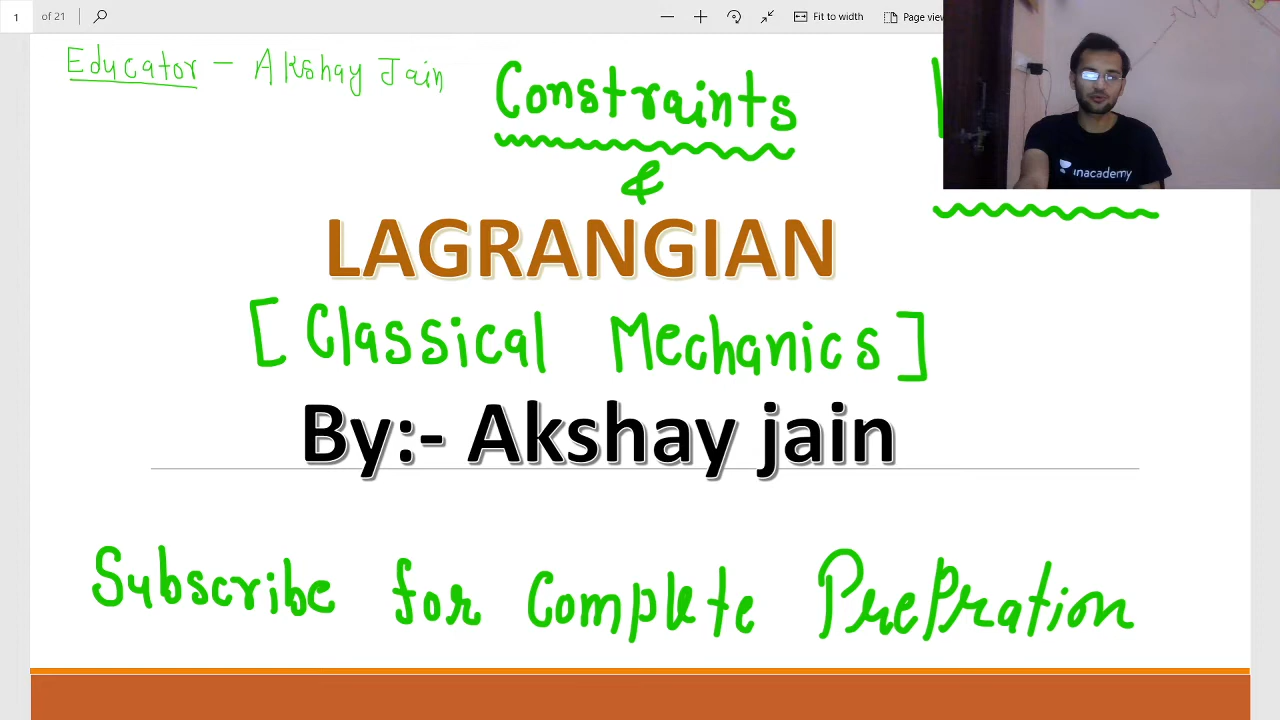 1 of 21 Fit to width Page view
Educator - Akshay Jain
Constraints
&
LAGRANGIAN
[Classical Mechanics]
By:- Akshay jain
Subscribe for Complete PrePration
unacademy